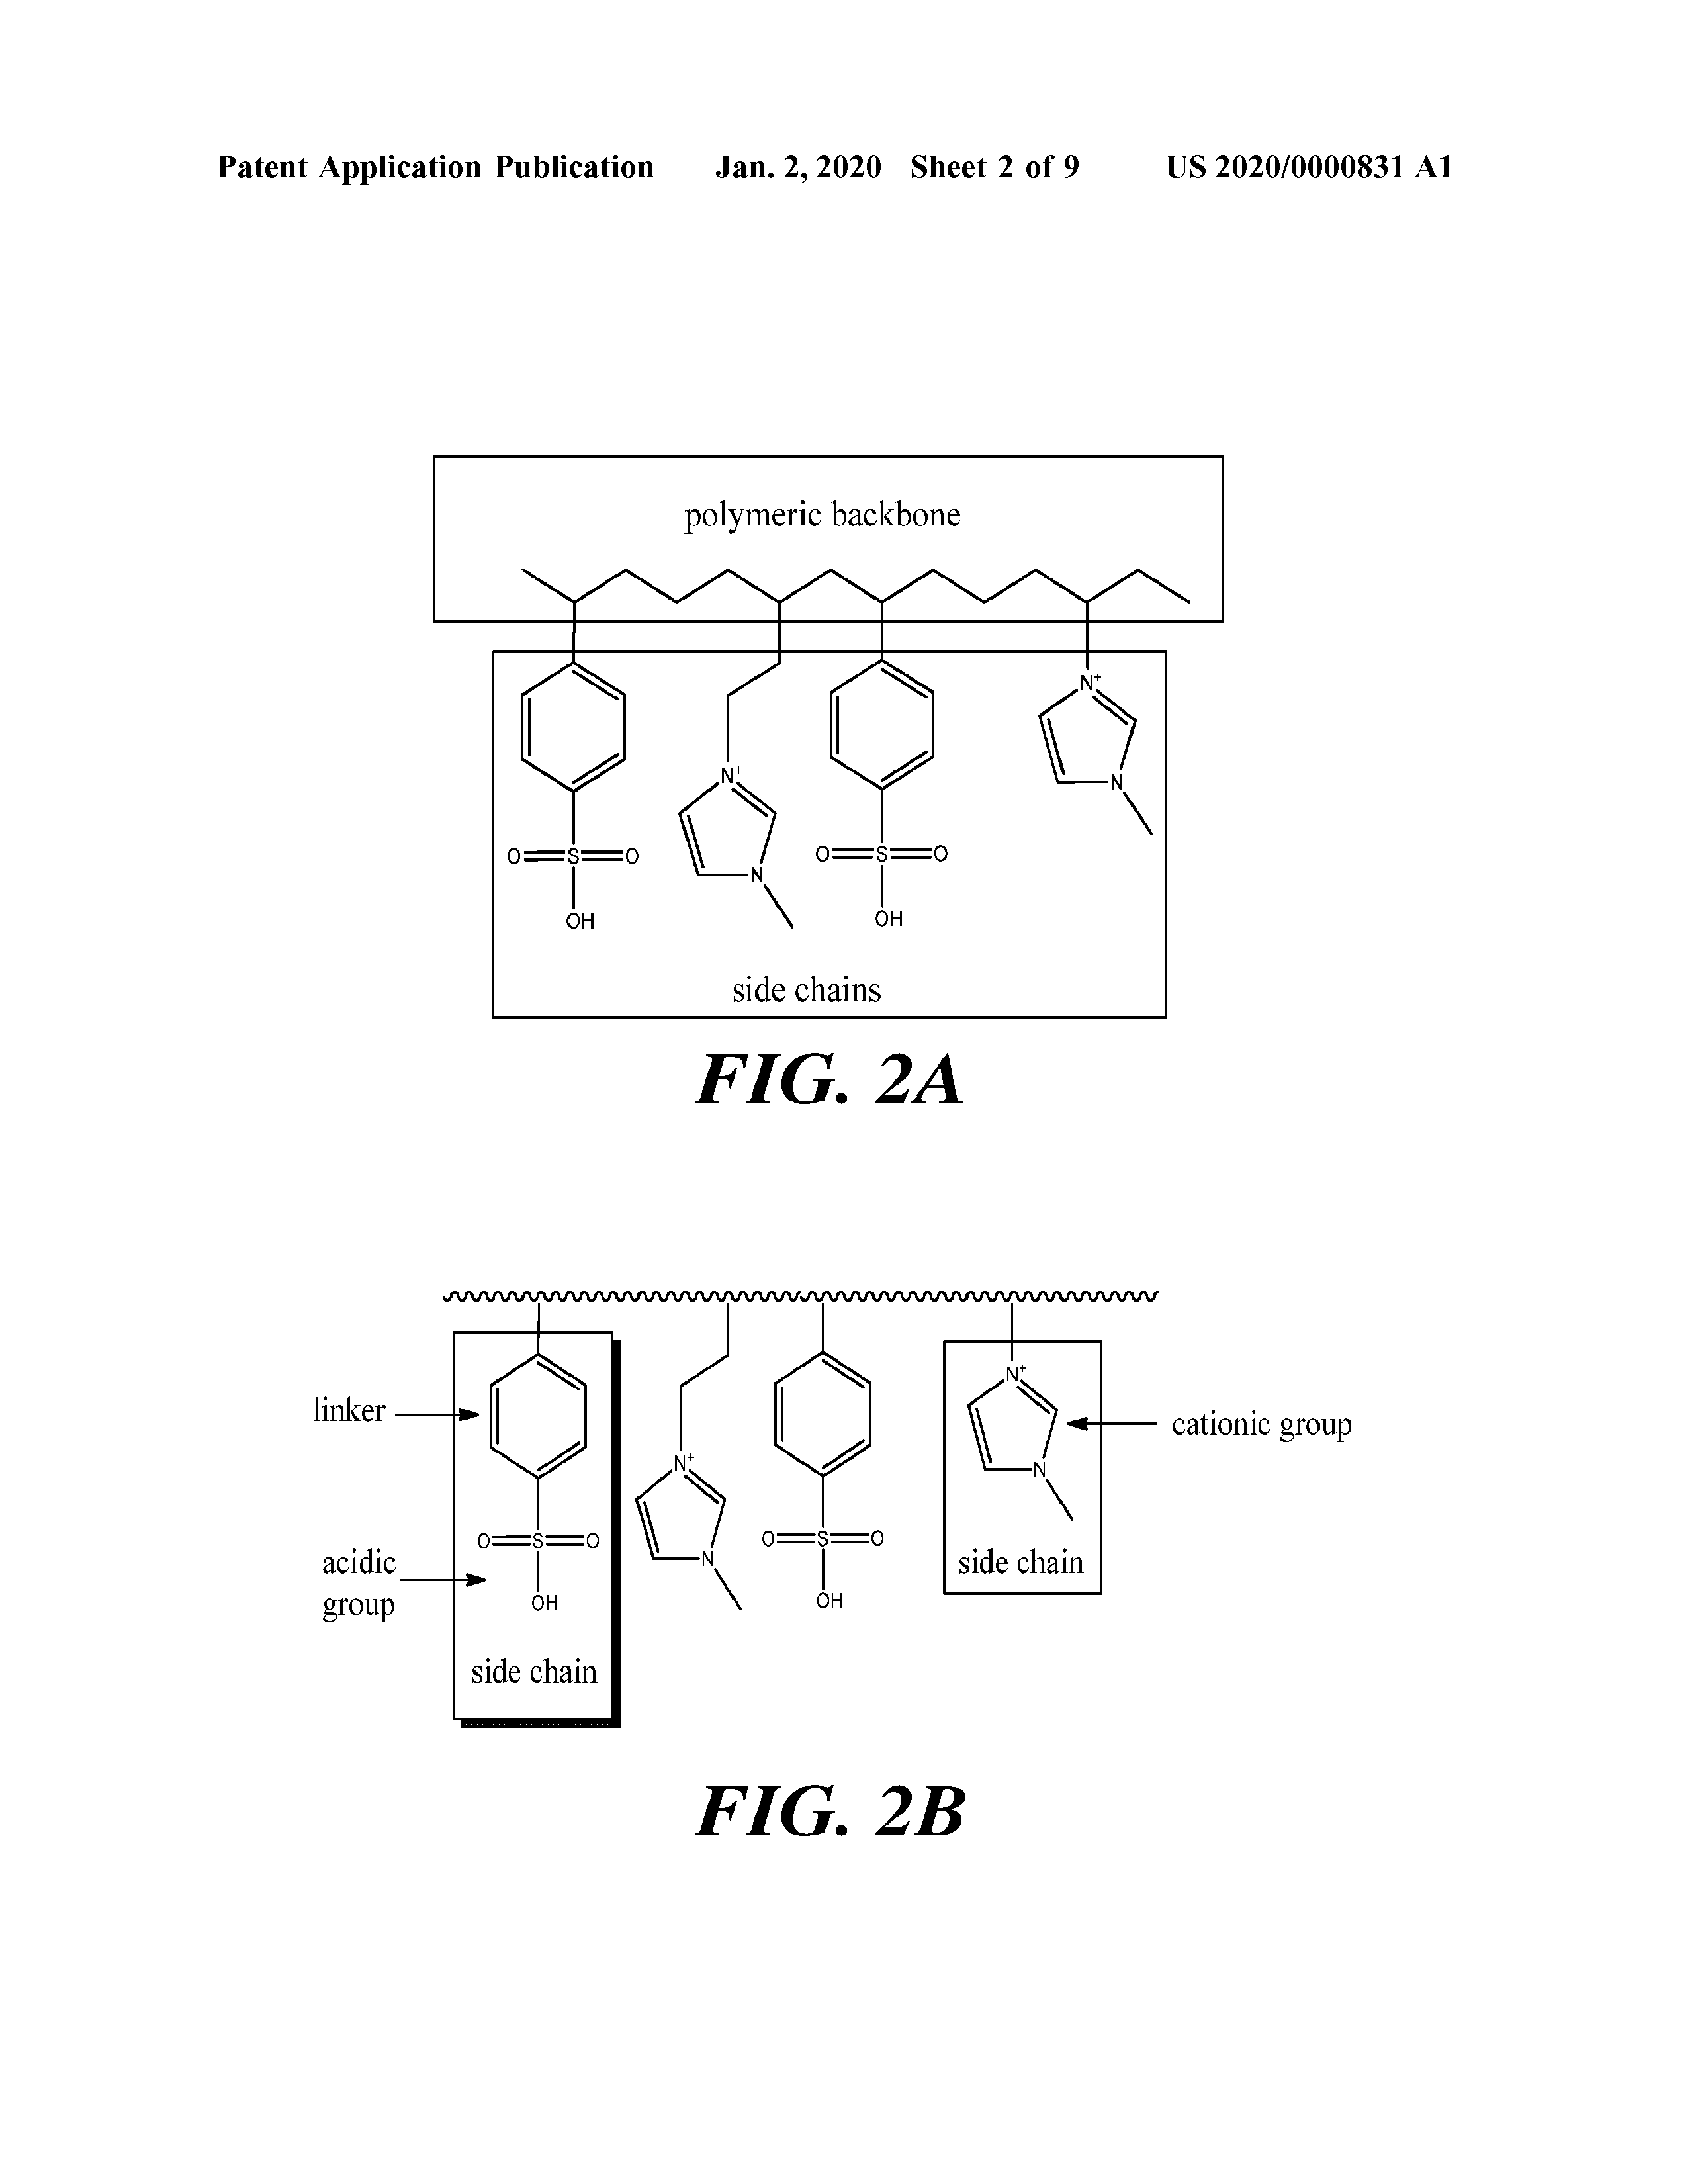 Patent Application Publication Jan. 2, 2020 Sheet 2 of 9 US 2020/0000831 A1
polymeric backbone
N+
N
N+
N
O S O
OH
O S O
OH
side chains
FIG. 2A
linker
N+
cationic group
N+
N
O S O
acidic
group
OH
N
O S O
OH
side chain
side chain
FIG. 2B